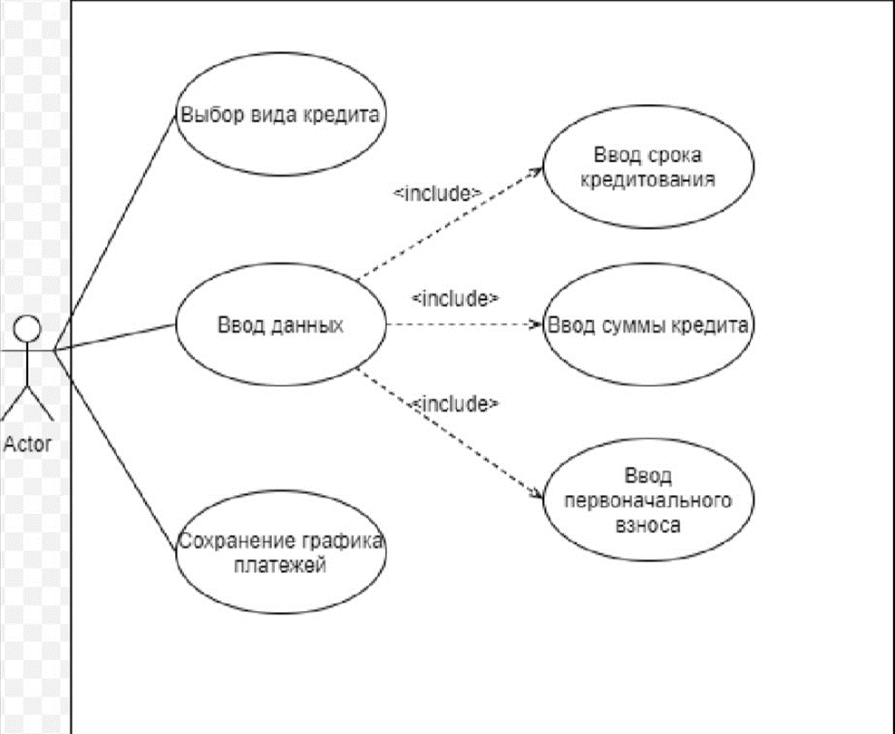 Выбор вида кредита
Ввод срока
кредитования
<include>
<include>
Ввод данных
Ввод суммы кредита
<include>
Actor
Ввод
первоначального
взноса
Сохранение графика
платежей